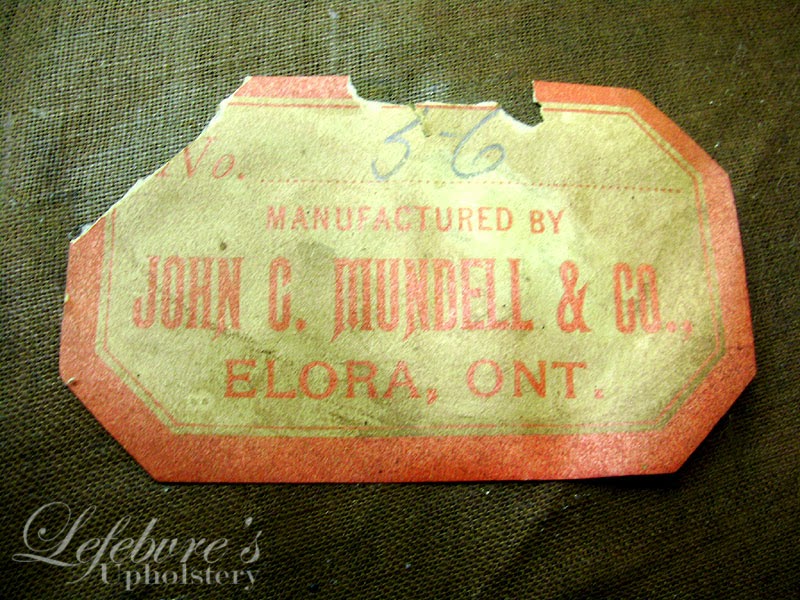 No. 5-6
MANUFACTURED BY
JOHN C. MUNDELL & CO.,
ELORA, ONT.
Lefebvre's
Upholstery